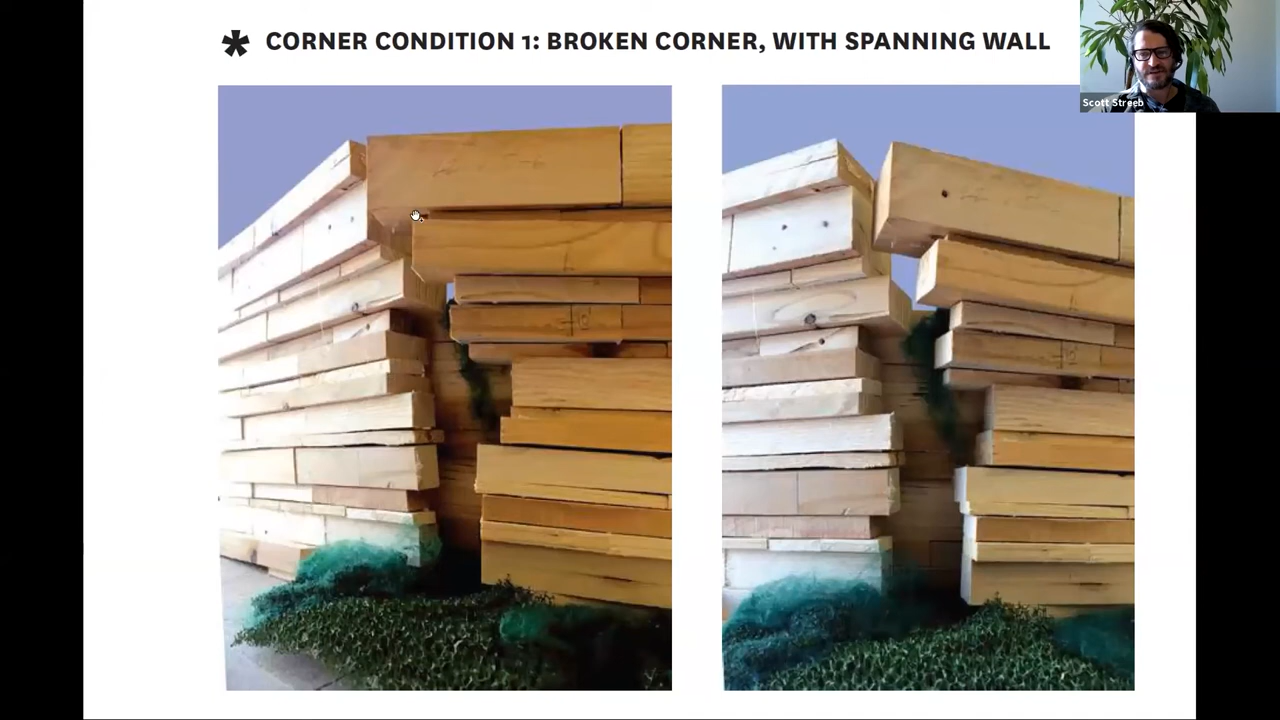 * CORNER CONDITION 1: BROKEN CORNER, WITH SPANNING WALL
Scott Streeb